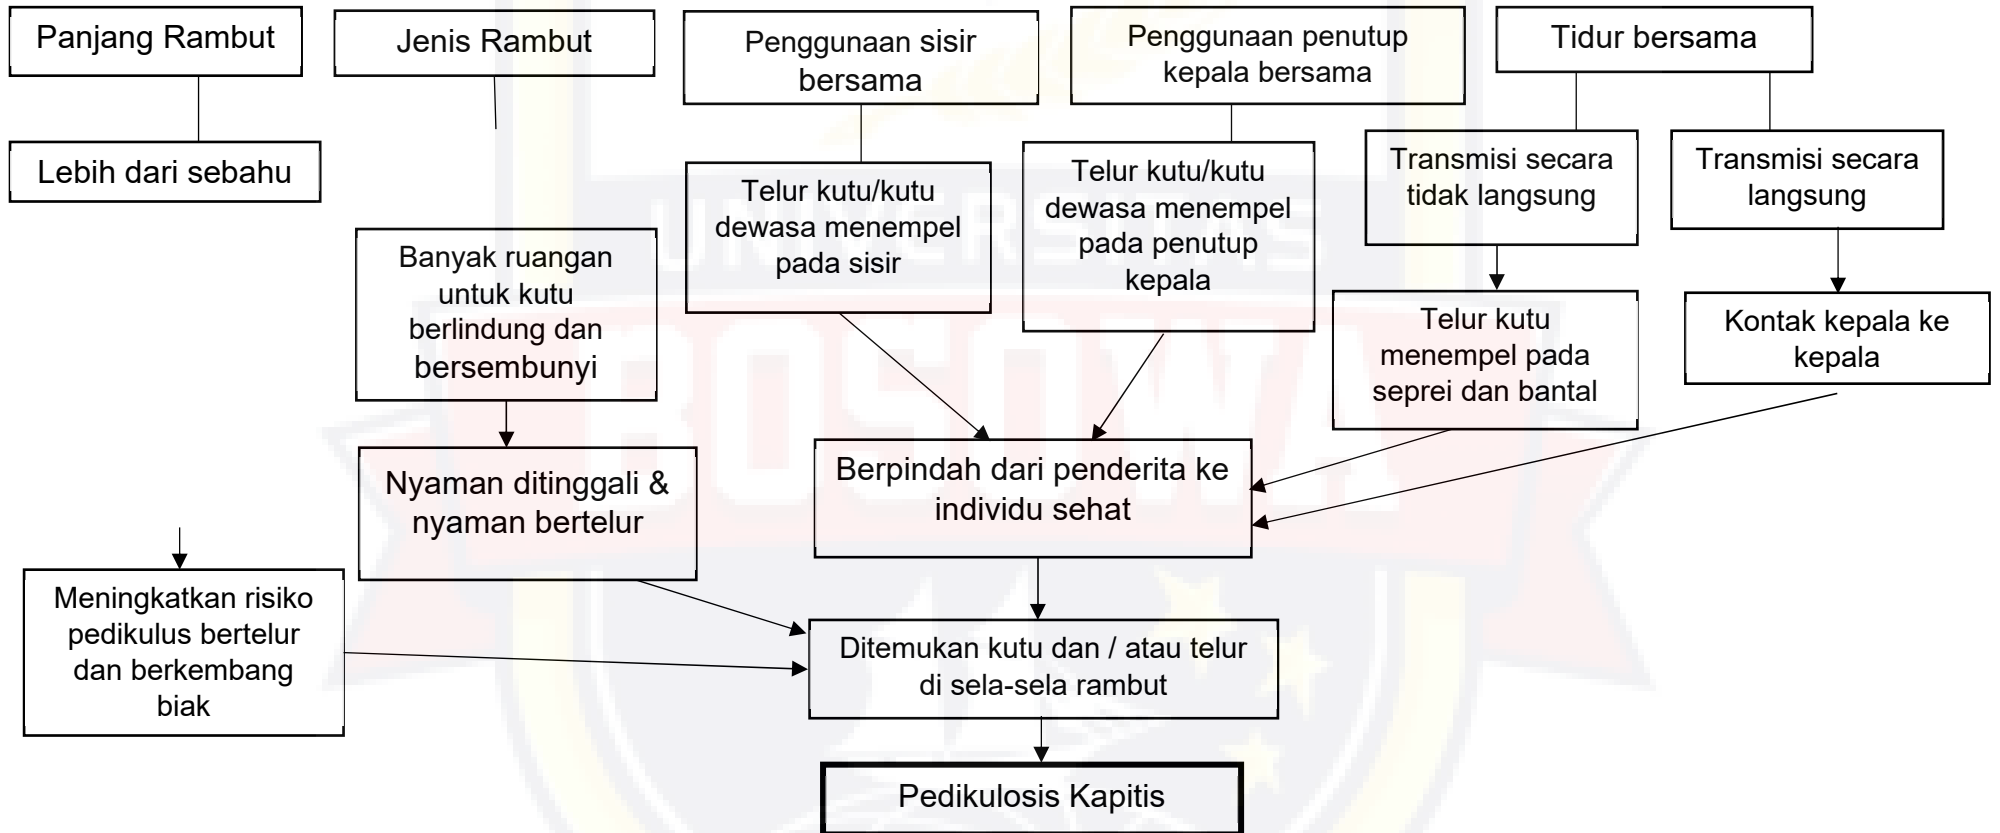 Panjang Rambut
Jenis Rambut
Penggunaan sisir
bersama
Penggunaan penutup
kepala bersama
Tidur bersama
Lebih dari sebahu
Banyak ruangan
untuk kutu
berlindung dan
bersembunyi
Telur kutu/kutu
dewasa menempel
pada sisir
Telur kutu/kutu
dewasa menempel
pada penutup
kepala
Transmisi secara
tidak langsung
Transmisi secara
langsung
Telur kutu
menempel pada
seprei dan bantal
Kontak kepala ke
kepala
Nyaman ditinggali &
nyaman bertelur
Berpindah dari penderita ke
individu sehat
Meningkatkan risiko
pedikulus bertelur
dan berkembang
biak
Ditemukan kutu dan / atau telur
di sela-sela rambut
Pedikulosis Kapitis
UNIVERSITAS
BOSOWA